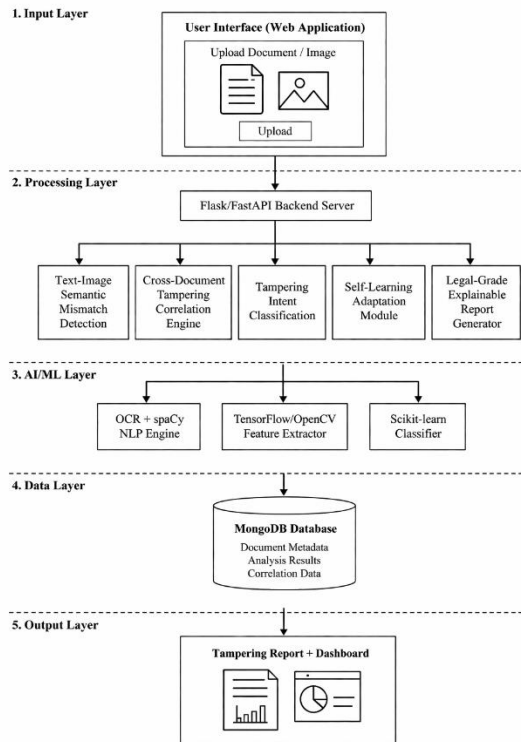 1. Input Layer
User Interface (Web Application)
Upload Document / Image
Upload
2. Processing Layer
Flask/FastAPI Backend Server
Text-Image
Semantic
Mismatch
Detection
Cross-Document
Tampering
Correlation
Engine
Tampering
Intent
Classification
Self-Learning
Adaptation
Module
Legal-Grade
Explainable
Report
Generator
3. AI/ML Layer
OCR + spaCy
NLP Engine
TensorFlow/OpenCV
Feature Extractor
Scikit-learn
Classifier
4. Data Layer
MongoDB Database
Document Metadata
Analysis Results
Correlation Data
5. Output Layer
Tampering Report + Dashboard